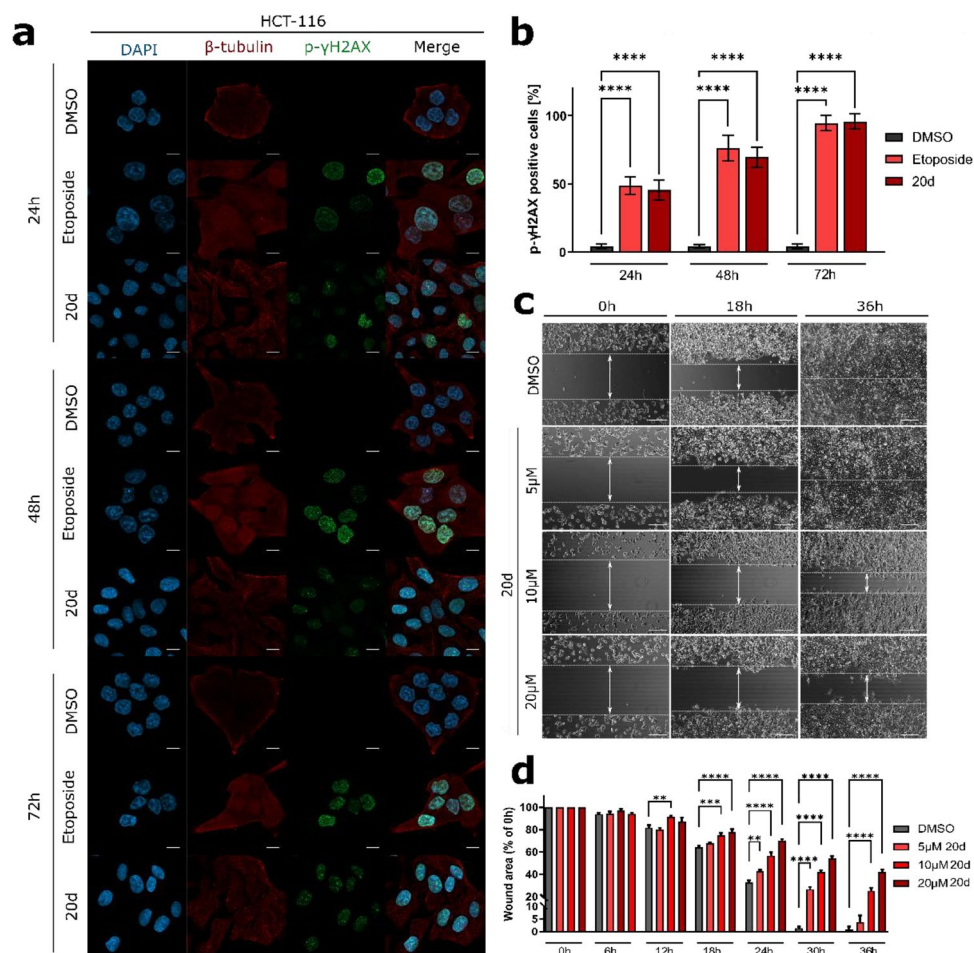 a
HCT-116
DAPI β-tubulin p-γH2AX Merge
24h
DMSO
Etoposide
20d
48h
DMSO
Etoposide
20d
72h
DMSO
Etoposide
20d
b
p-γH2AX positive cells [%]
100
50
0
**** **** ****
**** **** ****
24h 48h 72h
DMSO
Etoposide
20d
c
0h 18h 36h
DMSO
20d
5µM
10µM
20µM
d
Wound area (% of 0h)
100
80
60
40
20
10
5
0
** **** *** **** **** ** **** **** **** **** ****
0h 6h 12h 18h 24h 30h 36h
DMSO
5µM 20d
10µM 20d
20µM 20d